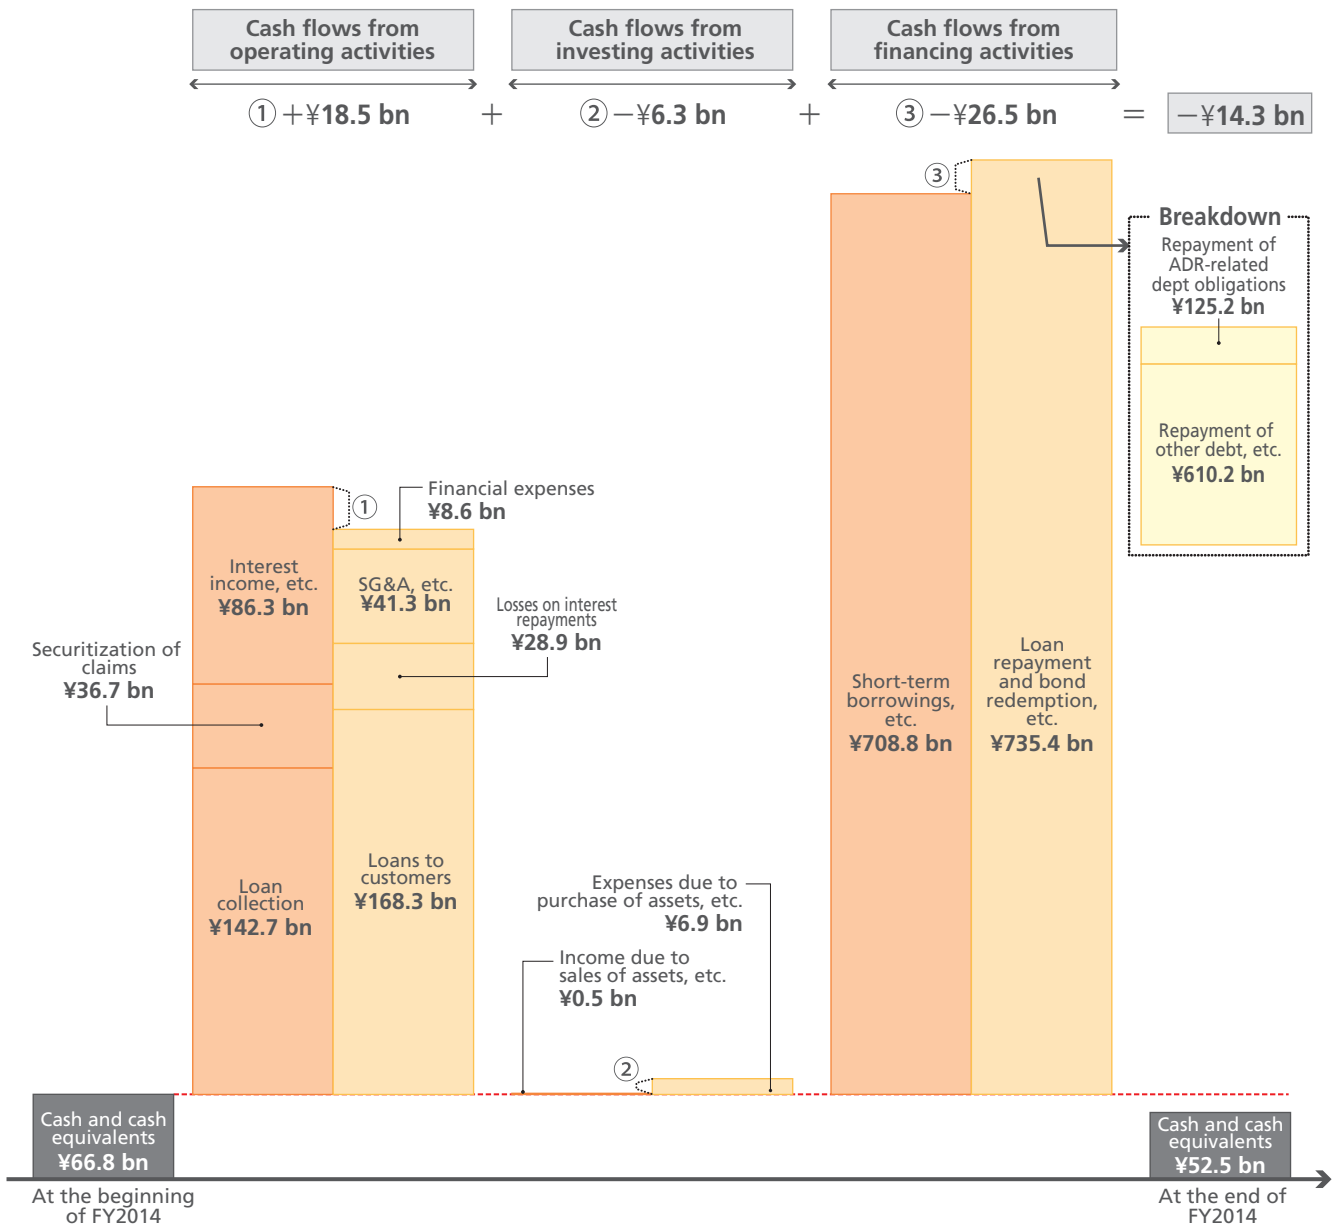 Cash flows from
operating activities
Cash flows from
investing activities
Cash flows from
financing activities
① +¥18.5 bn + ② −¥6.3 bn + ③ −¥26.5 bn = −¥14.3 bn
③
Breakdown
Repayment of
ADR-related
dept obligations
¥125.2 bn
Repayment of
other debt, etc.
¥610.2 bn
①
Financial expenses
¥8.6 bn
Interest
income, etc.
¥86.3 bn
SG&A, etc.
¥41.3 bn
Losses on interest
repayments
¥28.9 bn
Securitization of
claims
¥36.7 bn
Short-term
borrowings,
etc.
¥708.8 bn
Loan
repayment
and bond
redemption,
etc.
¥735.4 bn
Loan
collection
¥142.7 bn
Loans to
customers
¥168.3 bn
Expenses due to
purchase of assets, etc.
¥6.9 bn
Income due to
sales of assets, etc.
¥0.5 bn
②
Cash and cash
equivalents
¥66.8 bn
At the beginning
of FY2014
Cash and cash
equivalents
¥52.5 bn
At the end of
FY2014